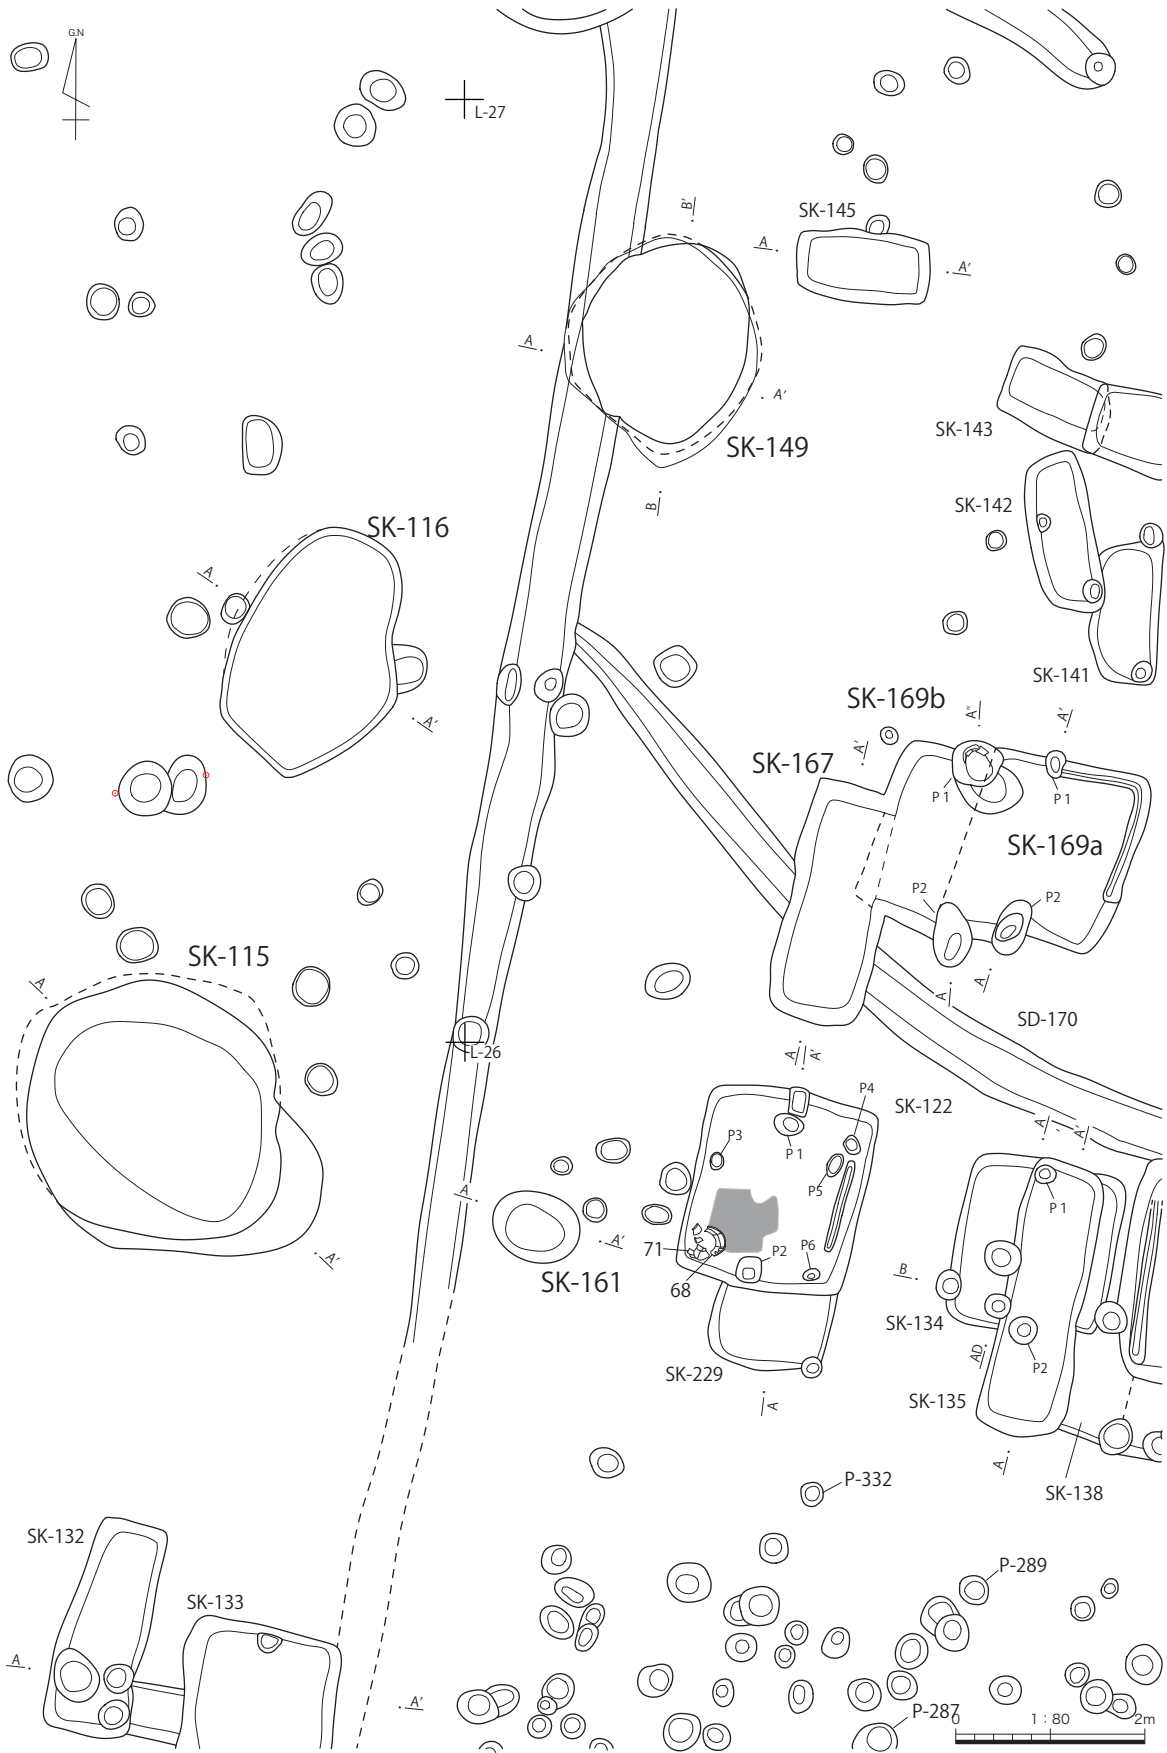 G.N
L-27
B'
SK-145
A
A'
A
A'
SK-143
SK-149
B
SK-142
SK-116
A
SK-141
A'
SK-169b
A''
A'
A'
SK-167
P1
P1
SK-169a
P2
P2
SK-115
A
A
A
SD-170
L-26
A
A'
P4
SK-122
A
A'
P3
P1
P5
A
P1
A'
71
P2
P6
SK-161
68
B
A'
SK-134
AD
P2
SK-229
SK-135
A
A
P-332
SK-138
SK-132
P-289
SK-133
A
A'
P-287
0
1:80
2m